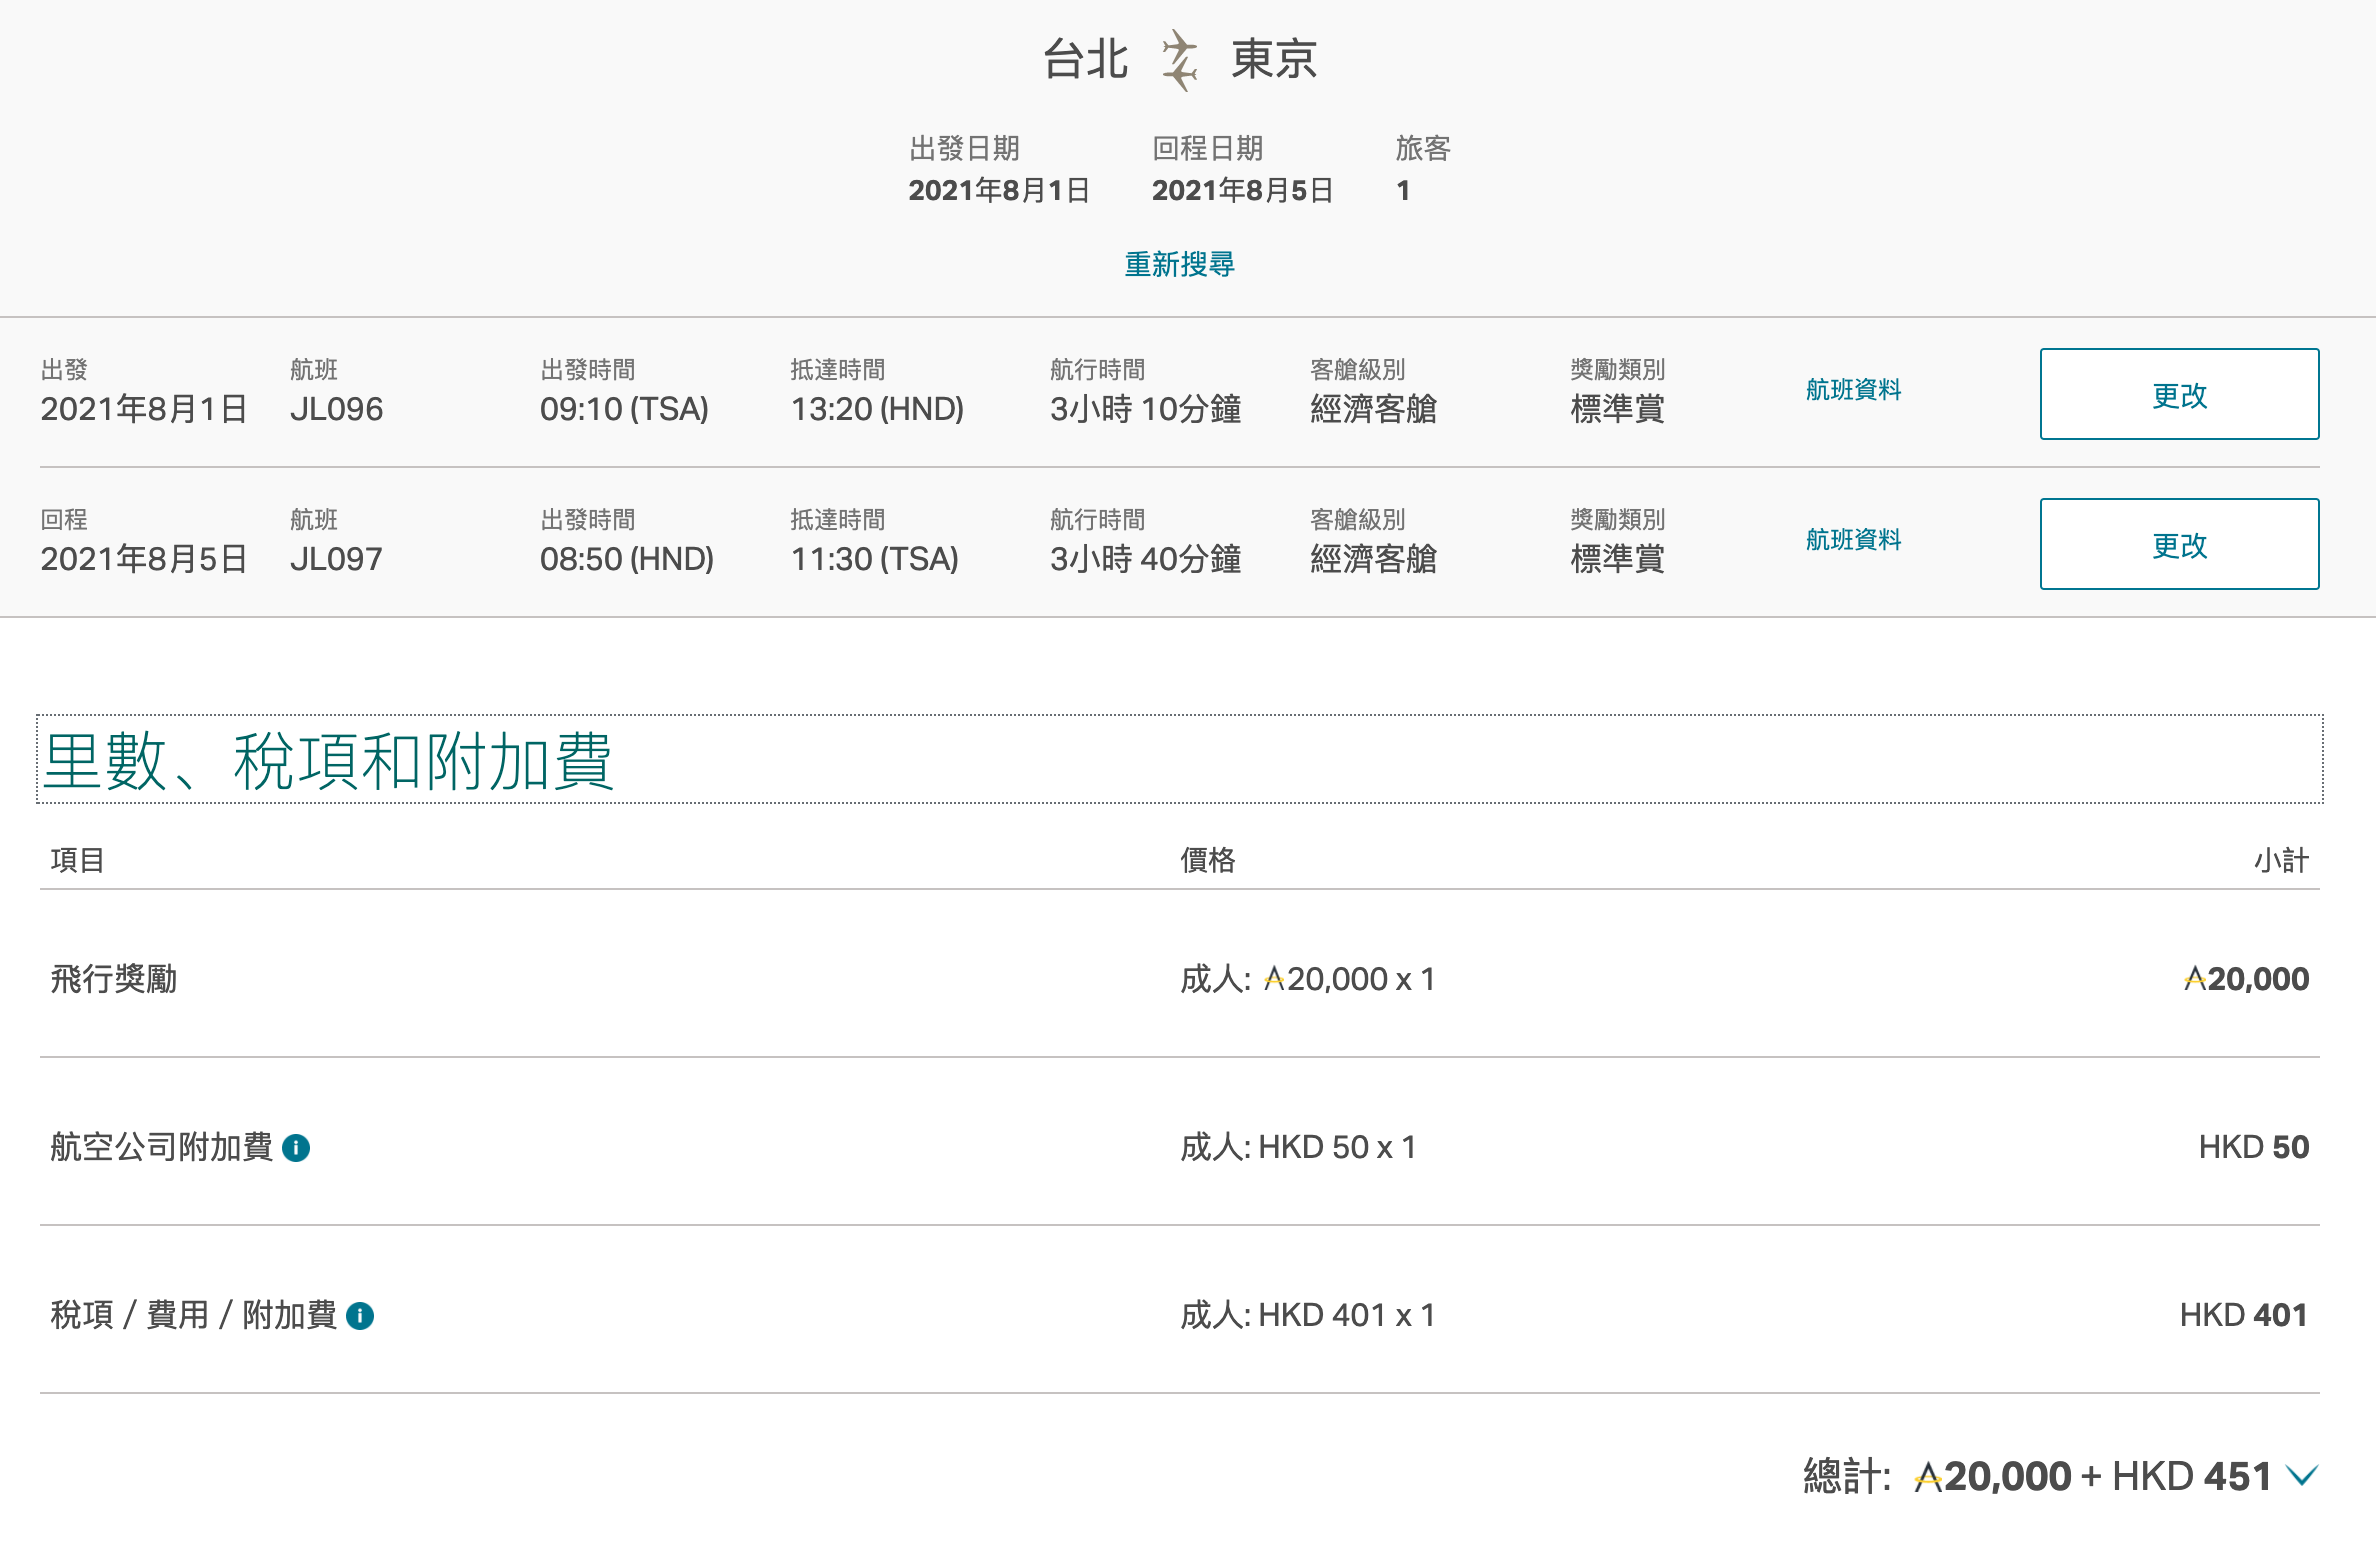 台北 東京
出發日期 回程日期 旅客
2021年8月1日 2021年8月5日 1
重新搜尋
出發 航班 出發時間 抵達時間 航行時間 客艙級別 獎勵類別
2021年8月1日 JL096 09:10 (TSA) 13:20 (HND) 3小時 10分鐘 經濟客艙 標準賞 航班資料 更改
回程 航班 出發時間 抵達時間 航行時間 客艙級別 獎勵類別
2021年8月5日 JL097 08:50 (HND) 11:30 (TSA) 3小時 40分鐘 經濟客艙 標準賞 航班資料 更改
里數、稅項和附加費
項目 價格 小計
飛行獎勵 成人: 20,000 x 1 20,000
航空公司附加費 成人: HKD 50 x 1 HKD 50
稅項 / 費用 / 附加費 成人: HKD 401 x 1 HKD 401
總計: 20,000 + HKD 451